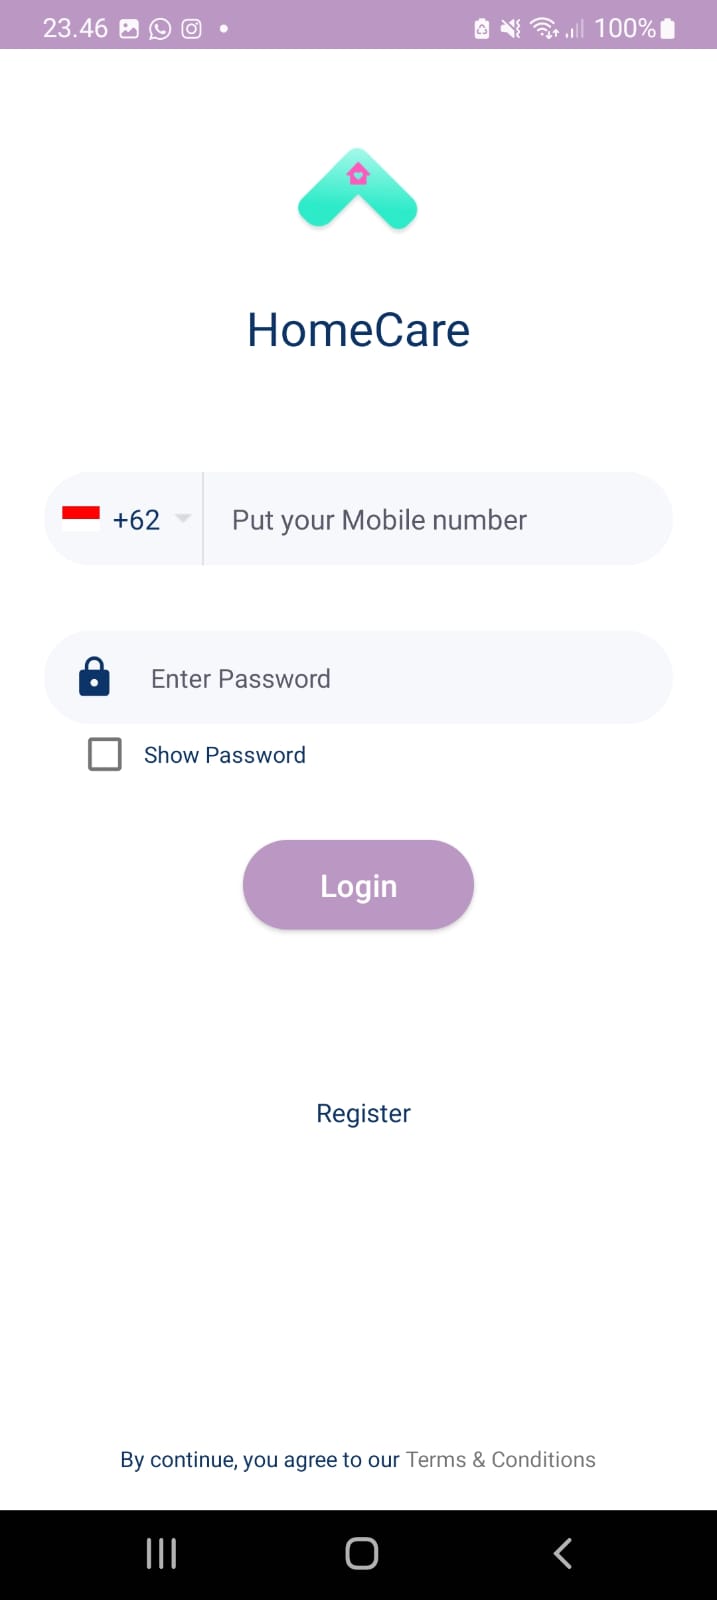 23.46 100%
HomeCare
+62 Put your Mobile number
Enter Password
Show Password
Login
Register
By continue, you agree to our Terms & Conditions